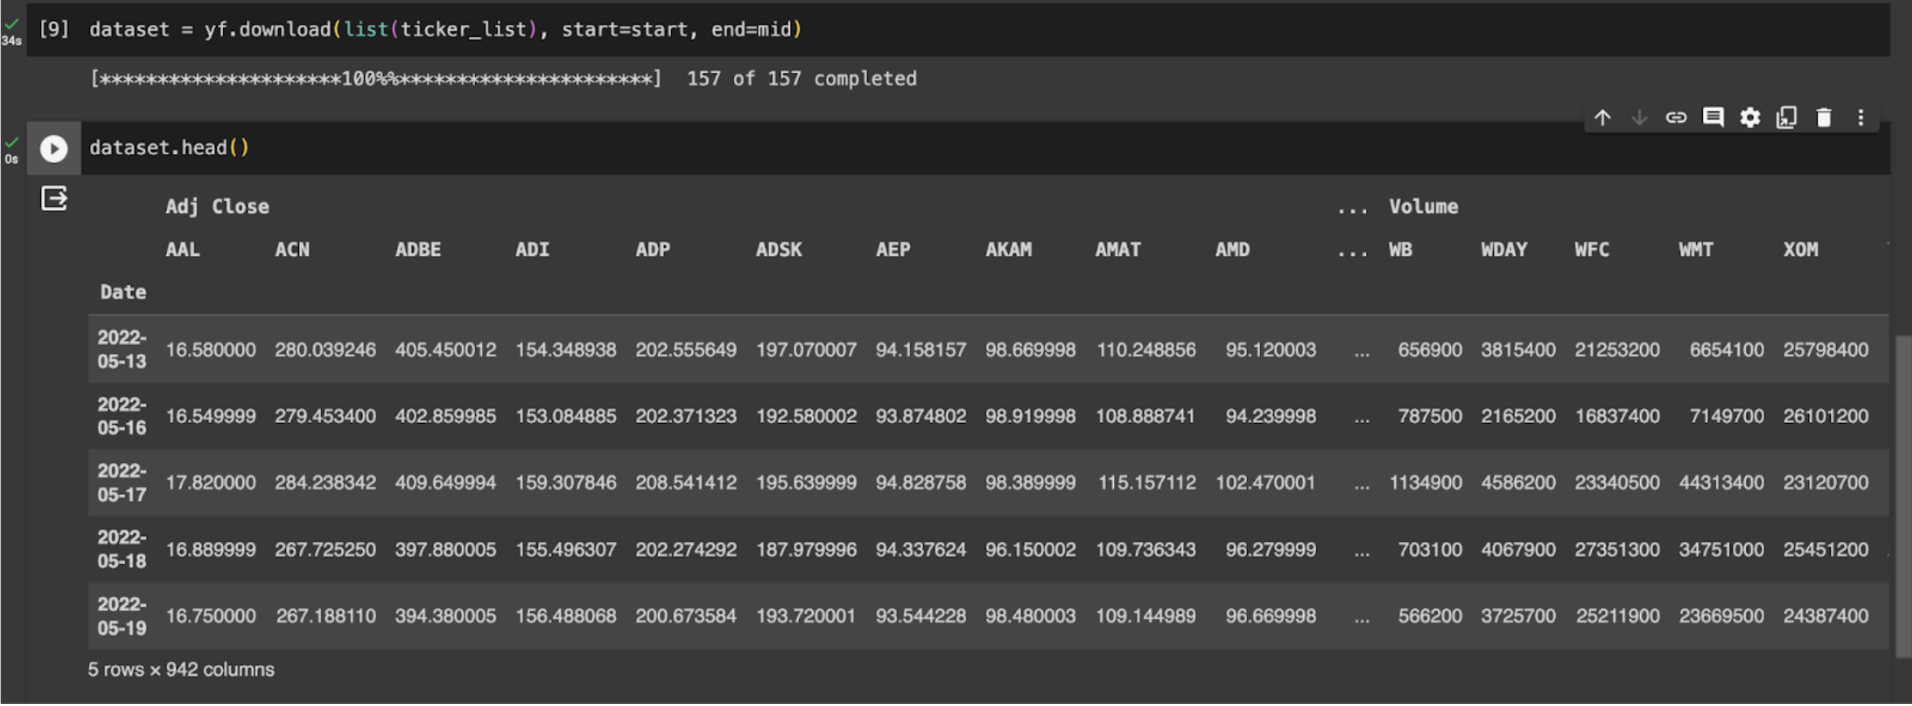 [9] dataset = yf.download(list(ticker_list), start=start, end=mid)
34s
[*********************100%%**********************]  157 of 157 completed
dataset.head()
0s
Adj Close ... Volume
AAL ACN ADBE ADI ADP ADSK AEP AKAM AMAT AMD ... WB WDAY WFC WMT XOM
Date
2022-05-13 16.580000 280.039246 405.450012 154.348938 202.555649 197.070007 94.158157 98.669998 110.248856 95.120003 ... 656900 3815400 21253200 6654100 25798400
2022-05-16 16.549999 279.453400 402.859985 153.084885 202.371323 192.580002 93.874802 98.919998 108.888741 94.239998 ... 787500 2165200 16837400 7149700 26101200
2022-05-17 17.820000 284.238342 409.649994 159.307846 208.541412 195.639999 94.828758 98.389999 115.157112 102.470001 ... 1134900 4586200 23340500 44313400 23120700
2022-05-18 16.889999 267.725250 397.880005 155.496307 202.274292 187.979996 94.337624 96.150002 109.736343 96.279999 ... 703100 4067900 27351300 34751000 25451200
2022-05-19 16.750000 267.188110 394.380005 156.488068 200.673584 193.720001 93.544228 98.480003 109.144989 96.669998 ... 566200 3725700 25211900 23669500 24387400
5 rows × 942 columns